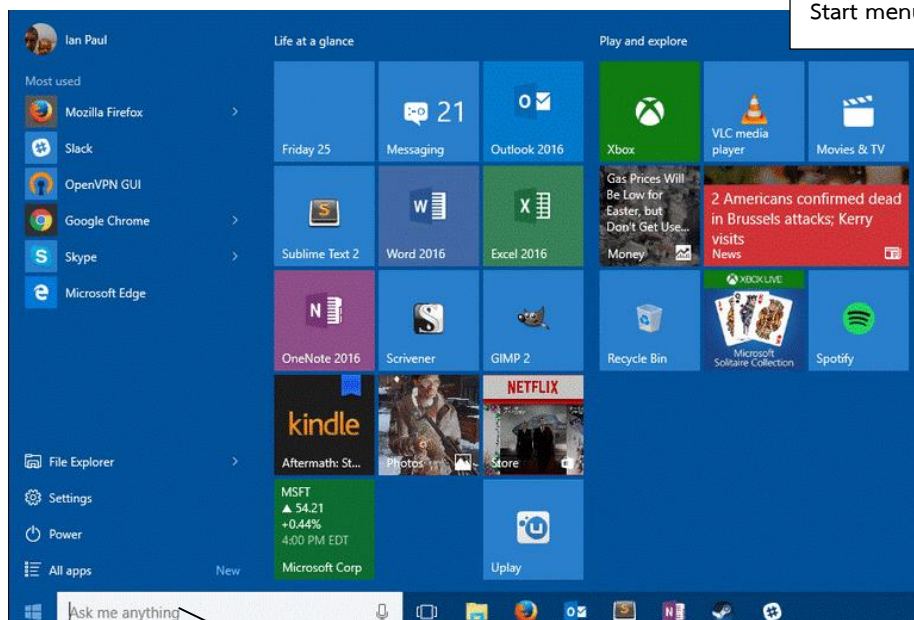 Start menu
Ian Paul
Most used
Mozilla Firefox
Slack
OpenVPN GUI
Google Chrome
Skype
Microsoft Edge
File Explorer
Settings
Power
All apps
New
Life at a glance
Friday 25
21
Messaging
Outlook 2016
Sublime Text 2
Word 2016
Excel 2016
OneNote 2016
Scrivener
GIMP 2
kindle
Aftermath: St...
Photos
NETFLIX
Store
MSFT
▲ 54.21
+0.44%
4:00 PM EDT
Microsoft Corp
Uplay
Play and explore
Xbox
VLC media
player
Movies & TV
Gas Prices Will
Be Low for
Easter, but
Don't Get Use...
Money
2 Americans confirmed dead
in Brussels attacks; Kerry
visits
News
Recycle Bin
XBOX LIVE
Microsoft
Solitaire Collection
Spotify
Ask me anything